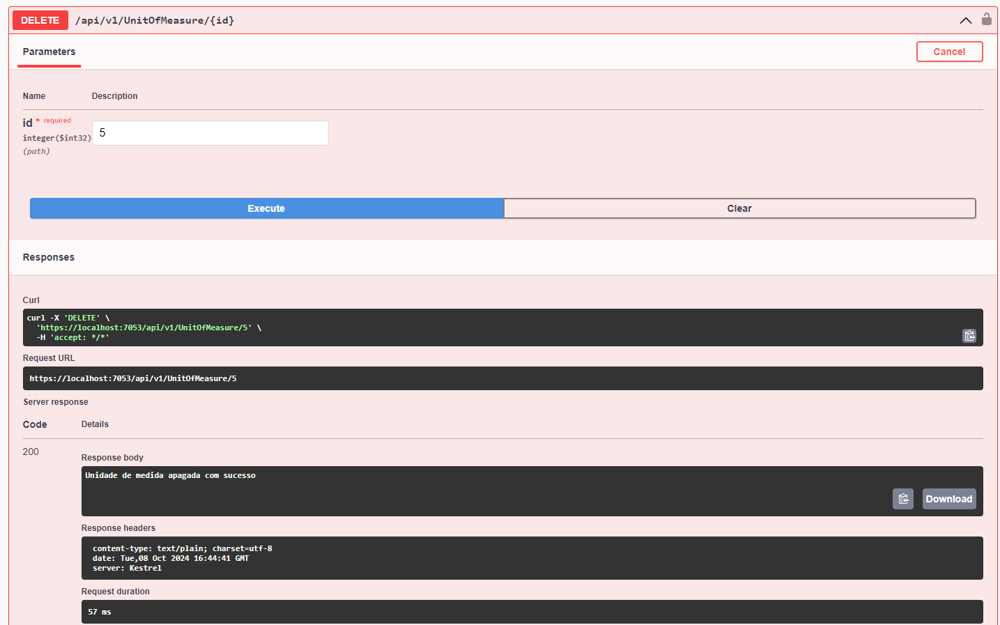 DELETE /api/v1/UnitOfMeasure/{id}
Parameters
Cancel
Name Description
id * required
integer($int32)
(path)
5
Execute
Clear
Responses
Curl
curl -X 'DELETE' \
'https://localhost:7053/api/v1/UnitOfMeasure/5' \
-H 'accept: */*'
Request URL
https://localhost:7053/api/v1/UnitOfMeasure/5
Server response
Code Details
200
Response body
Unidade de medida apagada com sucesso
Download
Response headers
content-type: text/plain; charset=utf-8
date: Tue,08 Oct 2024 16:44:41 GMT
server: Kestrel
Request duration
57 ms